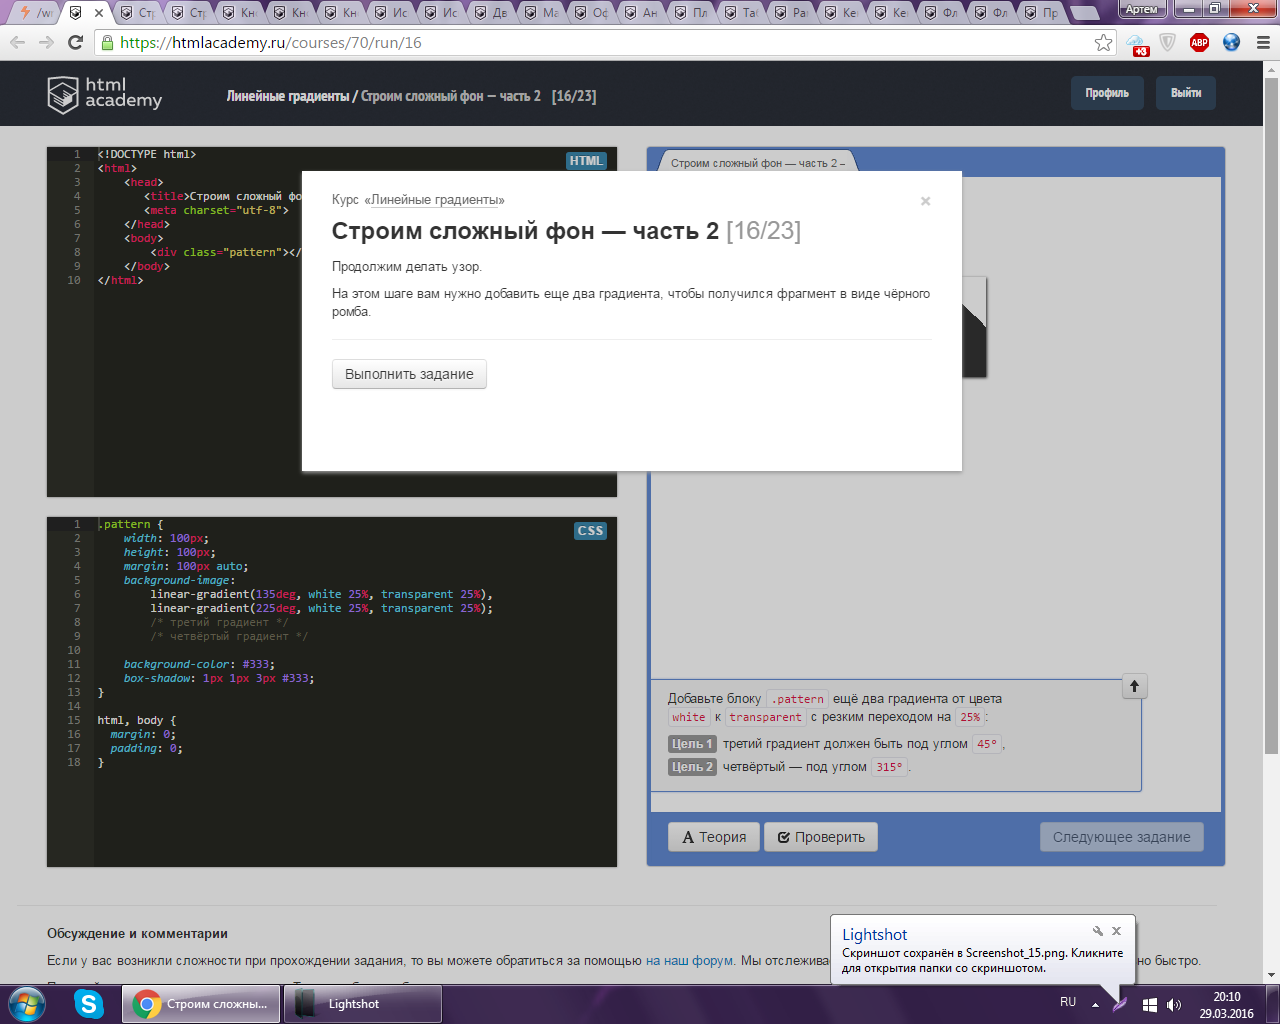 /wi
Стр
Стр
Кно
Кно
Кно
Ис
Ис
Дв
Ма
Оф
Ан
Пл
Таб
Рам
Кек
Кек
Фл
Фл
Пр
Артем
https://htmlacademy.ru/courses/70/run/16
+3
ABP
html academy
Линейные градиенты / Строим сложный фон — часть 2 [16/23]
Профиль
Выйти
HTML
1 <!DOCTYPE html>
2 <html>
3 <head>
4 <title>Строим сложный фо
5 <meta charset="utf-8">
6 </head>
7 <body>
8 <div class="pattern"></
9 </body>
10 </html>
Строим сложный фон — часть 2 –
Курс «Линейные градиенты»
×
Строим сложный фон — часть 2 [16/23]
Продолжим делать узор.
На этом шаге вам нужно добавить еще два градиента, чтобы получился фрагмент в виде чёрного
ромба.
Выполнить задание
CSS
1 .pattern {
2 width: 100px;
3 height: 100px;
4 margin: 100px auto;
5 background-image:
6 linear-gradient(135deg, white 25%, transparent 25%),
7 linear-gradient(225deg, white 25%, transparent 25%);
8 /* третий градиент */
9 /* четвёртый градиент */
10
11 background-color: #333;
12 box-shadow: 1px 1px 3px #333;
13 }
14
15 html, body {
16 margin: 0;
17 padding: 0;
18 }
Добавьте блоку .pattern ещё два градиента от цвета
white к transparent с резким переходом на 25%:
Цель 1 третий градиент должен быть под углом 45°,
Цель 2 четвёртый — под углом 315°.
Теория
Проверить
Следующее задание
Обсуждение и комментарии
Если у вас возникли сложности при прохождении задания, то вы можете обратиться за помощью на наш форум. Мы отслежива
но быстро.
Lightshot
Скриншот сохранён в Screenshot_15.png. Кликните
для открытия папки со скриншотом.
Строим сложны...
Lightshot
RU
20:10
29.03.2016